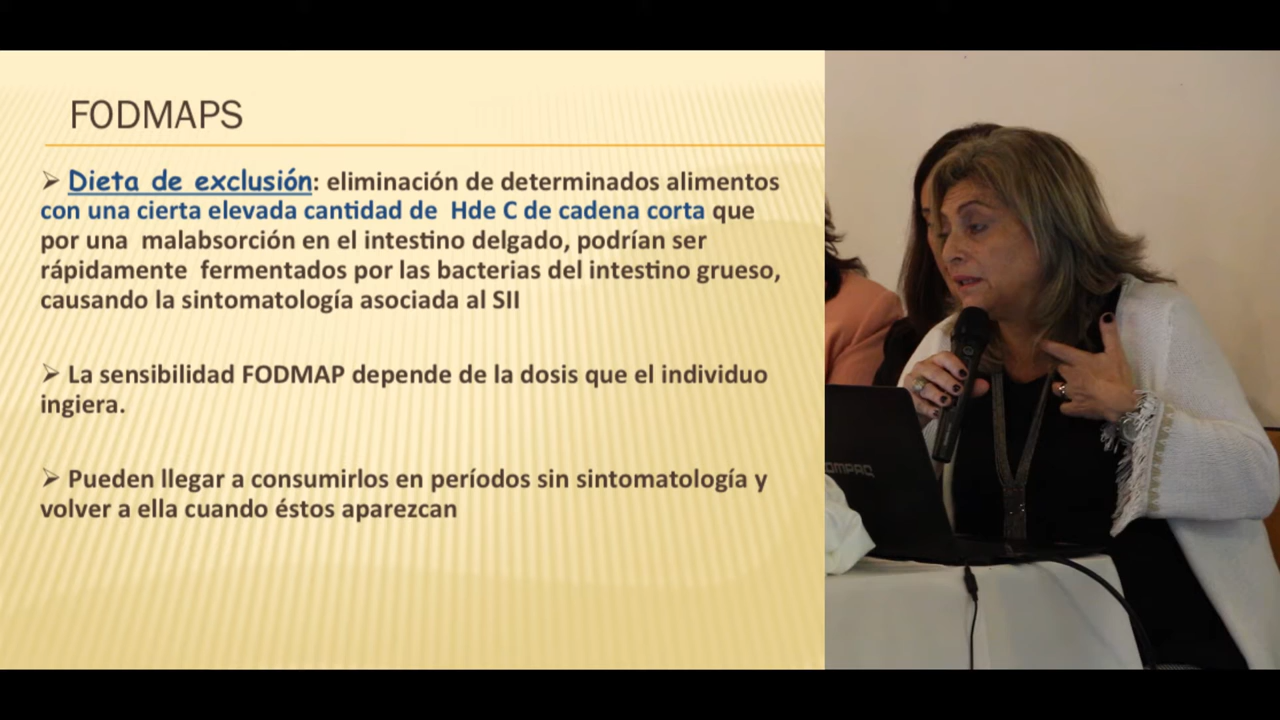 FODMAPS
➢ Dieta de exclusión: eliminación de determinados alimentos
con una cierta elevada cantidad de Hde C de cadena corta que
por una malabsorción en el intestino delgado, podrían ser
rápidamente fermentados por las bacterias del intestino grueso,
causando la sintomatología asociada al SII
➢ La sensibilidad FODMAP depende de la dosis que el individuo
ingiera.
➢ Pueden llegar a consumirlos en períodos sin sintomatología y
volver a ella cuando éstos aparezcan
OMPAQ